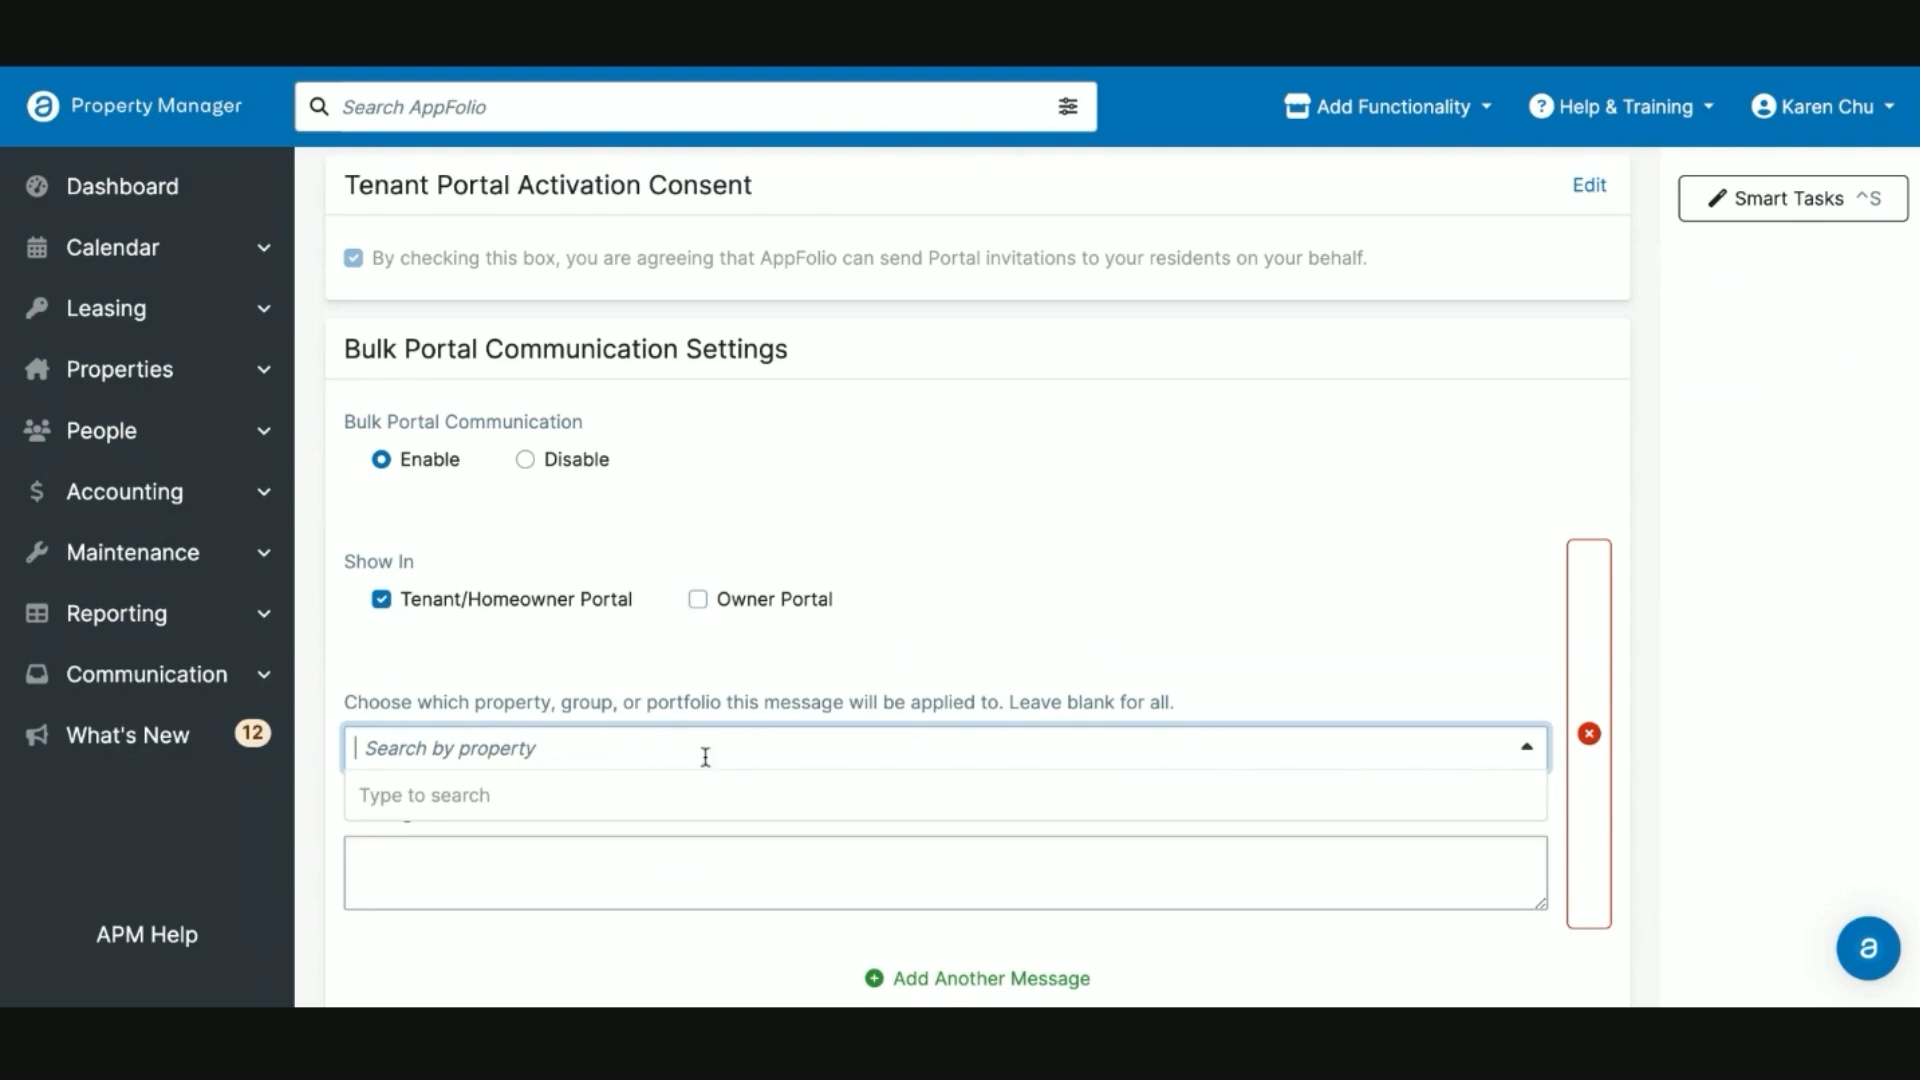 Property Manager
Search AppFolio
Add Functionality
Help & Training
Karen Chu
Dashboard
Calendar
Leasing
Properties
People
Accounting
Maintenance
Reporting
Communication
What's New 12
APM Help
Tenant Portal Activation Consent
Edit
By checking this box, you are agreeing that AppFolio can send Portal invitations to your residents on your behalf.
Bulk Portal Communication Settings
Bulk Portal Communication
Enable Disable
Show In
Tenant/Homeowner Portal Owner Portal
Choose which property, group, or portfolio this message will be applied to. Leave blank for all.
Search by property
Type to search
Add Another Message
Smart Tasks ^S